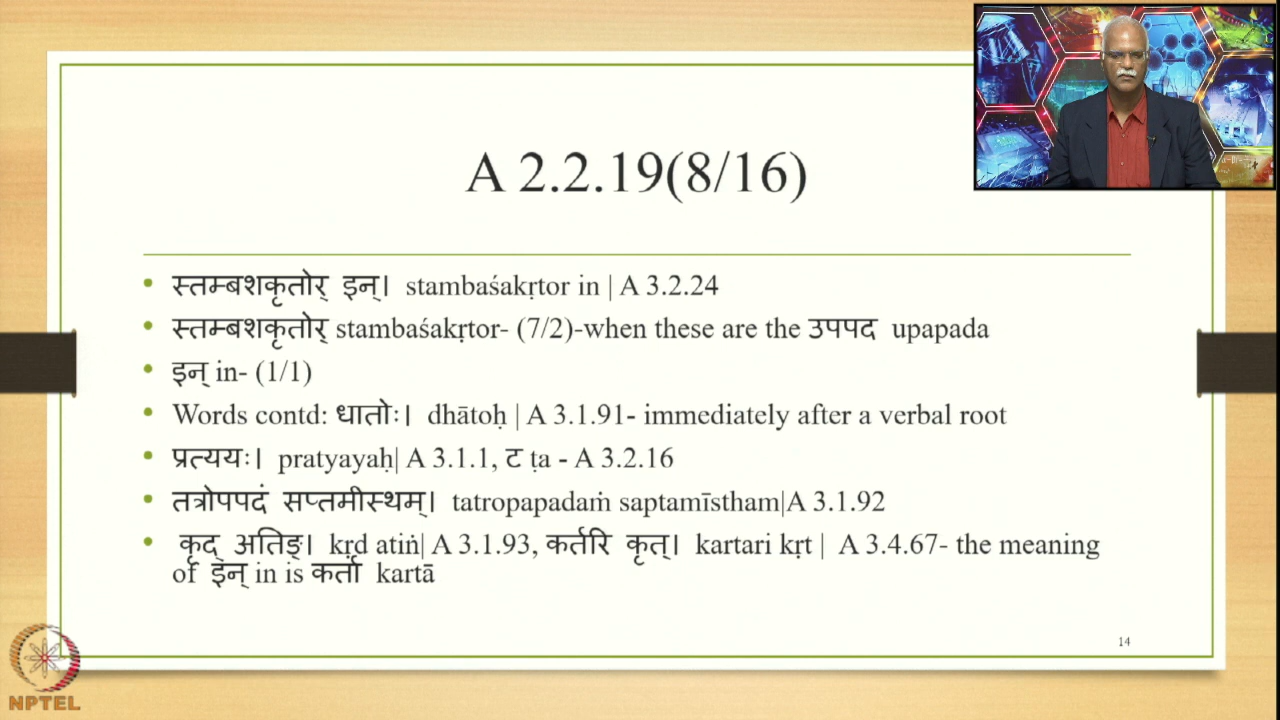 A 2.2.19(8/16)
• स्तम्बशकृतोर् इन्। stambaśakṛtor in | A 3.2.24
• स्तम्बशकृतोर् stambaśakṛtor- (7/2)-when these are the उपपद upapada
• इन् in- (1/1)
• Words contd: धातोः। dhātoḥ | A 3.1.91- immediately after a verbal root
• प्रत्ययः। pratyayaḥ| A 3.1.1, ट ṭa - A 3.2.16
• तत्रोपपदं सप्तमीस्थम्। tatropapadaṁ saptamīstham|A 3.1.92
• कृद् अतिङ्। kṛd atiṅ| A 3.1.93, कर्तरि कृत्। kartari kṛt | A 3.4.67- the meaning
of इन् in is कर्ता kartā
14
NPTEL